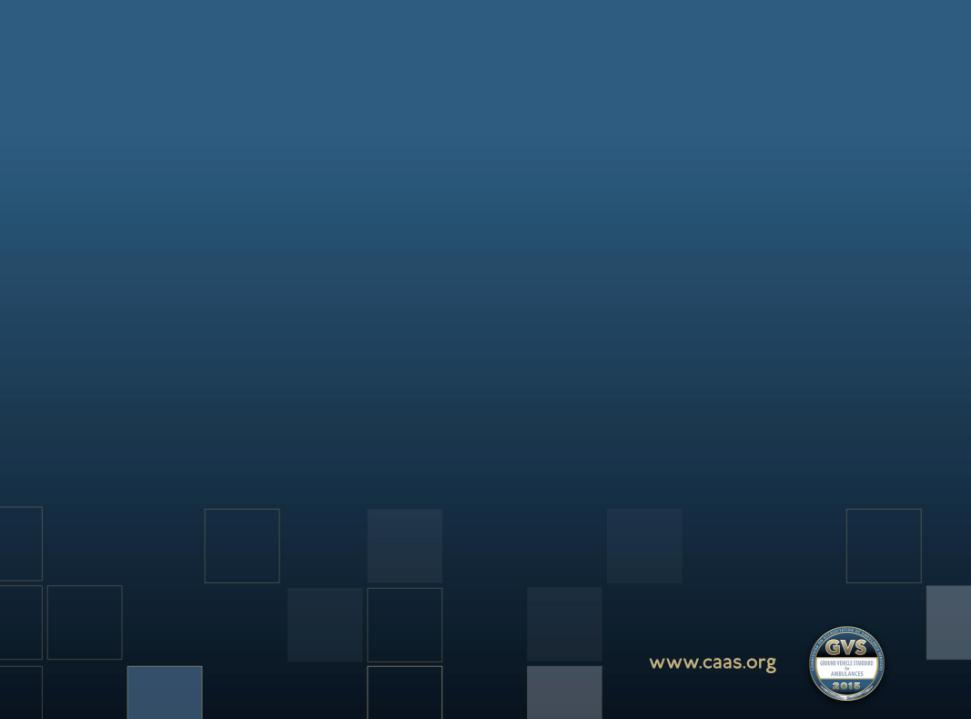 www.caas.org
GVS
GROUND VEHICLE STANDARD
for
AMBULANCES
2015